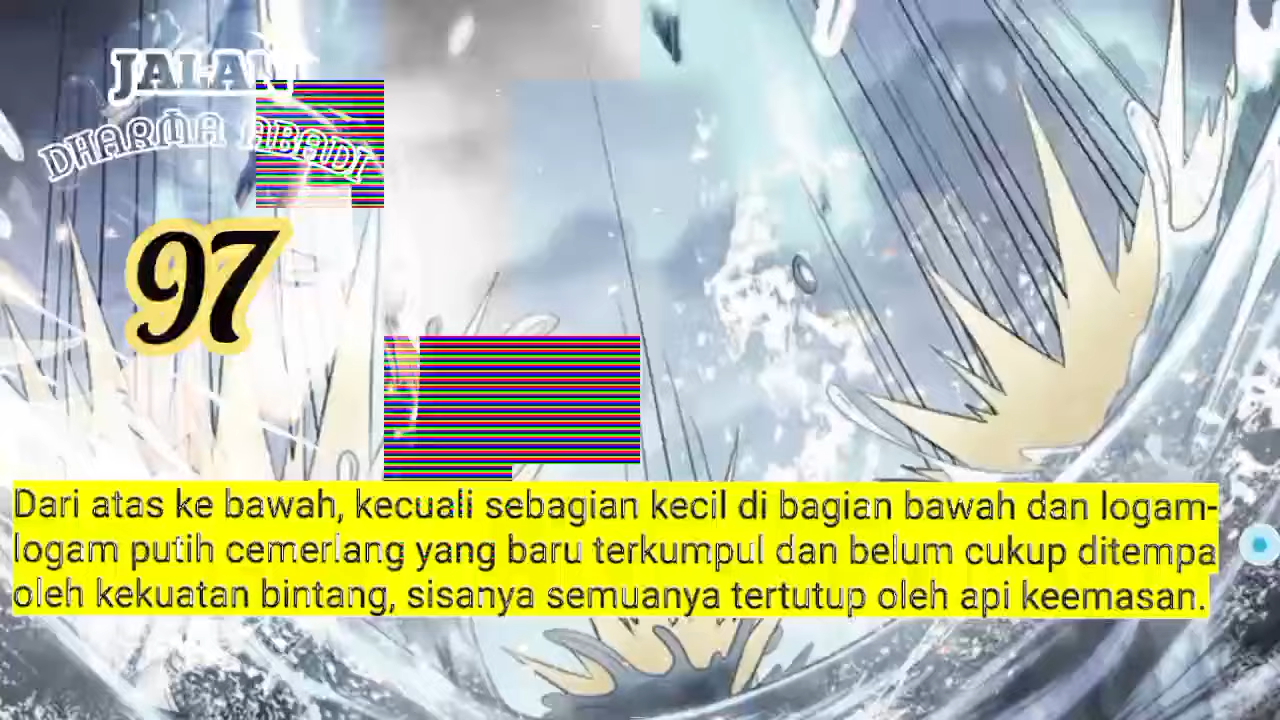 JALAN
DHARMA ABADI
97
Dari atas ke bawah, kecuali sebagian kecil di bagian bawah dan logam-
logam putih cemerlang yang baru terkumpul dan belum cukup ditempa
oleh kekuatan bintang, sisanya semuanya tertutup oleh api keemasan.